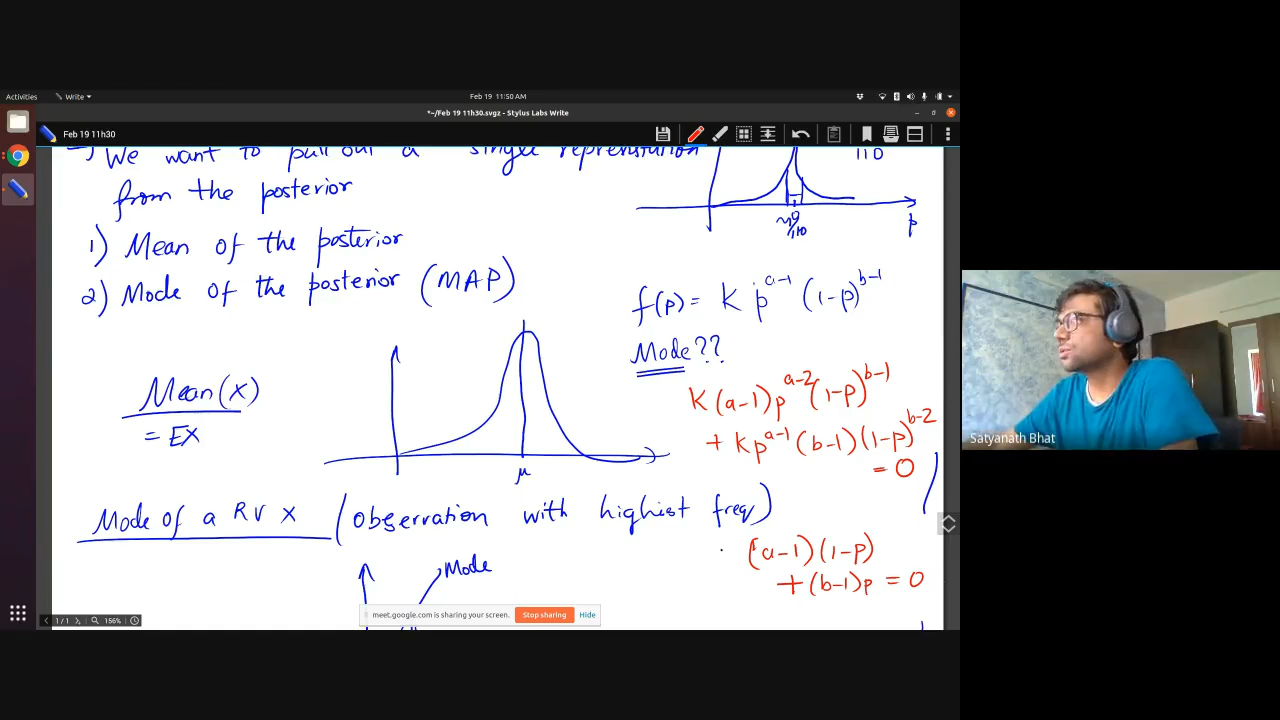 Activities
Write
Feb 19 11:50 AM
*~/Feb 19 11h30.svgz - Stylus Labs Write
Feb 19 11h30
→) We want to pull out a single reprentation
from the posterior
1) Mean of the posterior
2) Mode of the posterior (MAP)
110
p
f(p) = K p^{a-1} (1-p)^{b-1}
Mode??
K(a-1)p^{a-2}(1-p)^{b-1}
+ Kp^{a-1}(b-1)(1-p)^{b-2}
= 0
Mean(X)
= EX
μ
Mode of a RV X (observation with highest freq)
(a-1)(1-p)
+(b-1)p = 0
Mode
meet.google.com is sharing your screen.
Stop sharing
Hide
1/1
156%
Satyanath Bhat